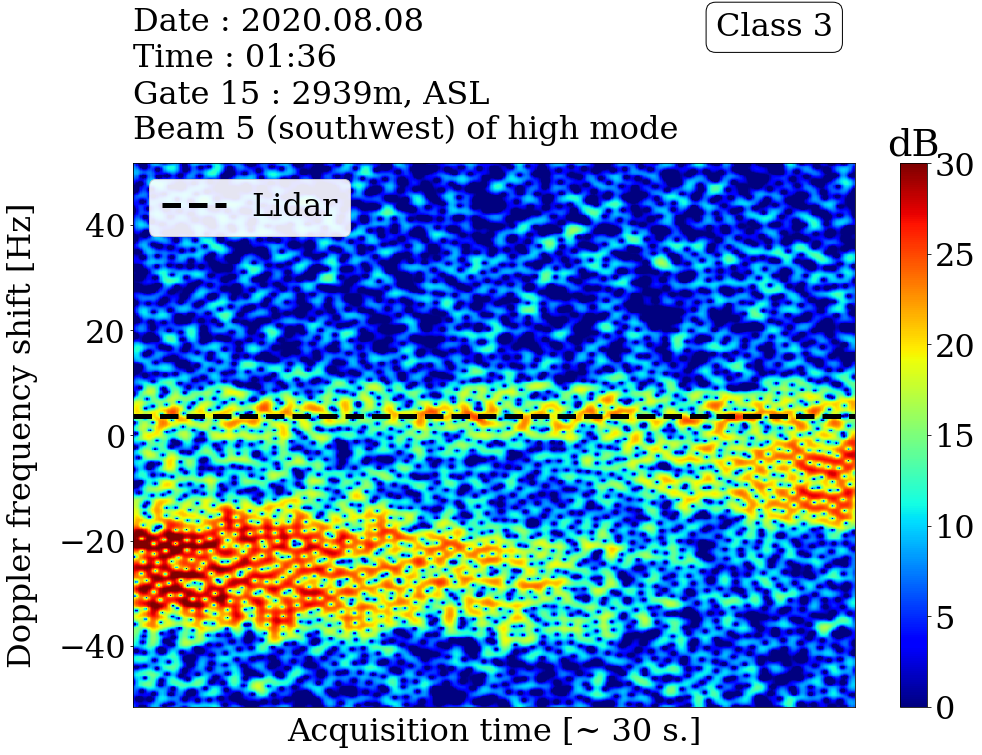 Date : 2020.08.08
Time : 01:36
Gate 15 : 2939m, ASL
Beam 5 (southwest) of high mode
Class 3
dB
Lidar
Doppler frequency shift [Hz]
40
20
0
−20
−40
30
25
20
15
10
5
0
Acquisition time [~ 30 s.]